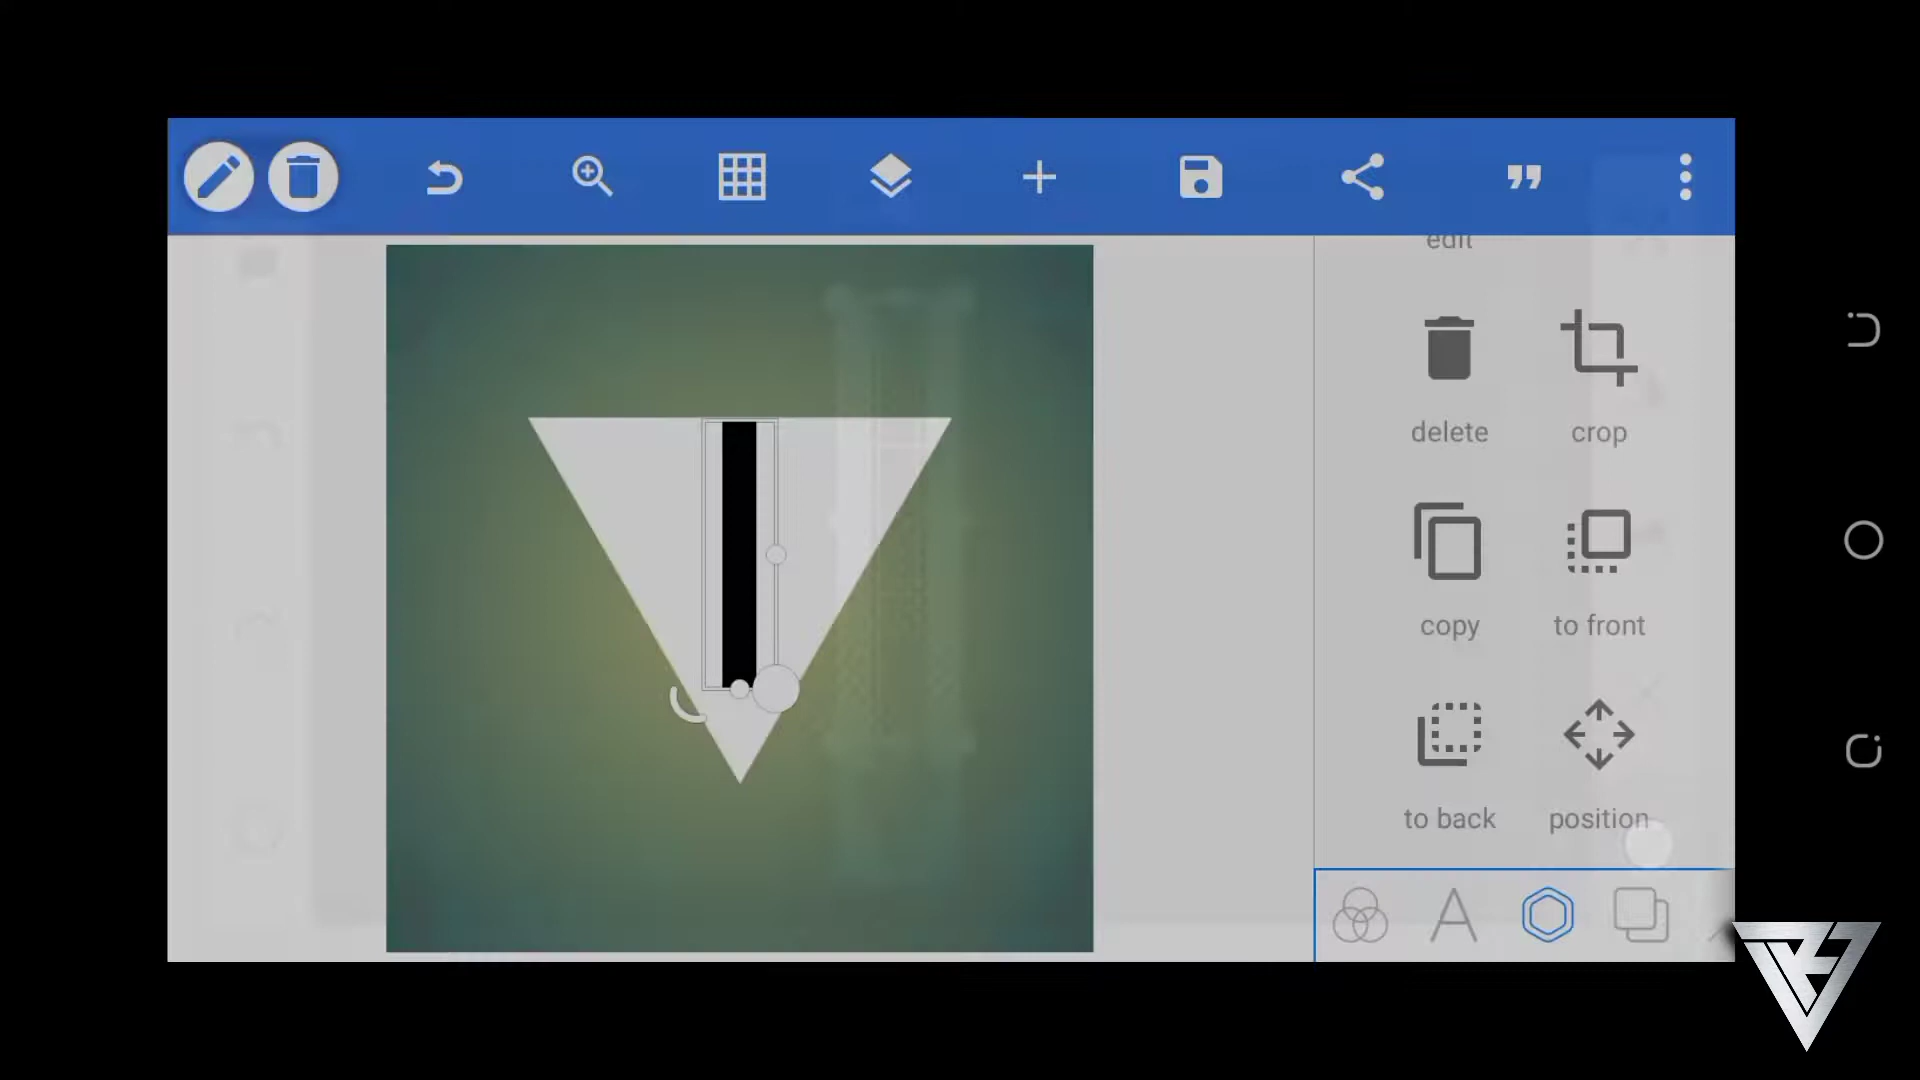 edit
delete
crop
copy
to front
to back
position